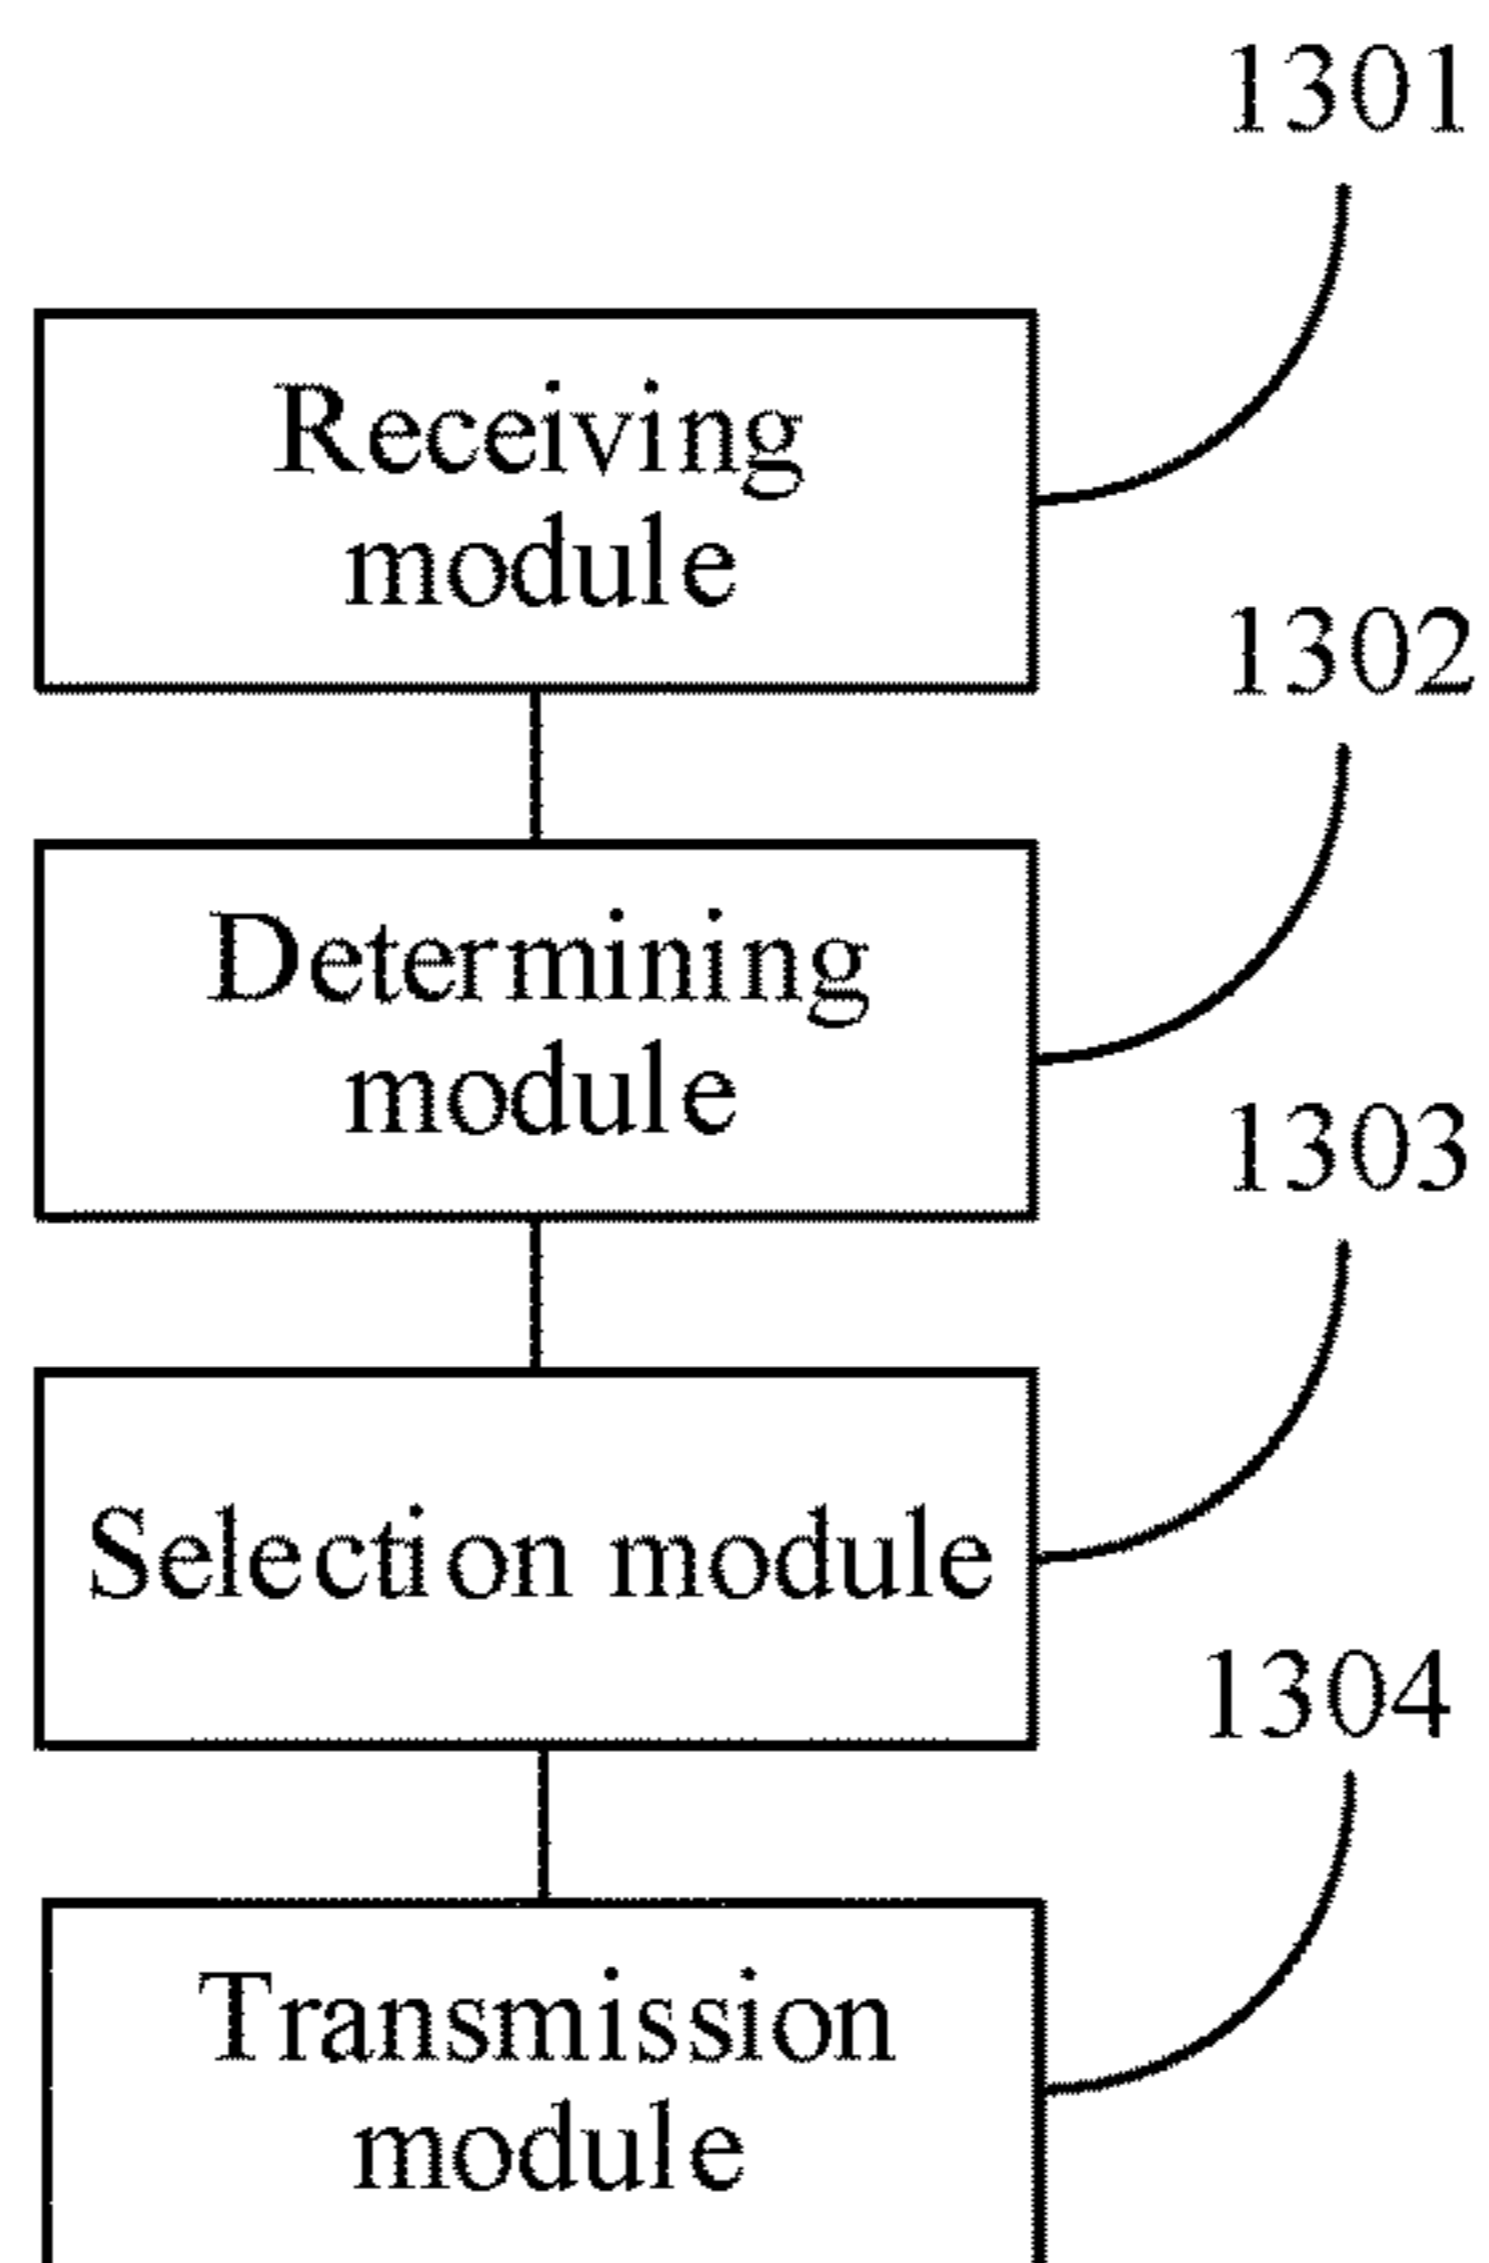 1301
Receiving
module
1302
Determining
module
1303
Selection module
1304
Transmission
module